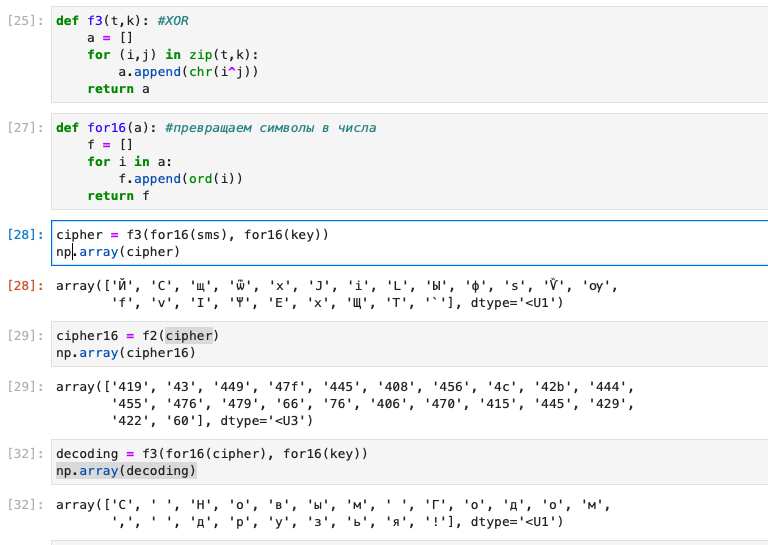 [25]: def f3(t,k): #XOR
a = []
for (i,j) in zip(t,k):
a.append(chr(i^j))
return a
[27]: def for16(a): #превращаем символы в числа
f = []
for i in a:
f.append(ord(i))
return f
[28]: cipher = f3(for16(sms), for16(key))
np.array(cipher)
[28]: array(['Й', 'C', 'щ', 'ѿ', 'х', 'Ј', 'і', 'L', 'Ы', 'ф', 'ѕ', 'Ѷ', 'ѹ',
'f', 'v', 'І', 'Ѱ', 'Е', 'х', 'Щ', 'Т', '`'], dtype='<U1')
[29]: cipher16 = f2(cipher)
np.array(cipher16)
[29]: array(['419', '43', '449', '47f', '445', '408', '456', '4c', '42b', '444',
'455', '476', '479', '66', '76', '406', '470', '415', '445', '429',
'422', '60'], dtype='<U3')
[32]: decoding = f3(for16(cipher), for16(key))
np.array(decoding)
[32]: array(['С', ' ', 'Н', 'о', 'в', 'ы', 'м', ' ', 'Г', 'о', 'д', 'о', 'м',
',', ' ', 'д', 'р', 'у', 'з', 'ь', 'я', '!'], dtype='<U1')